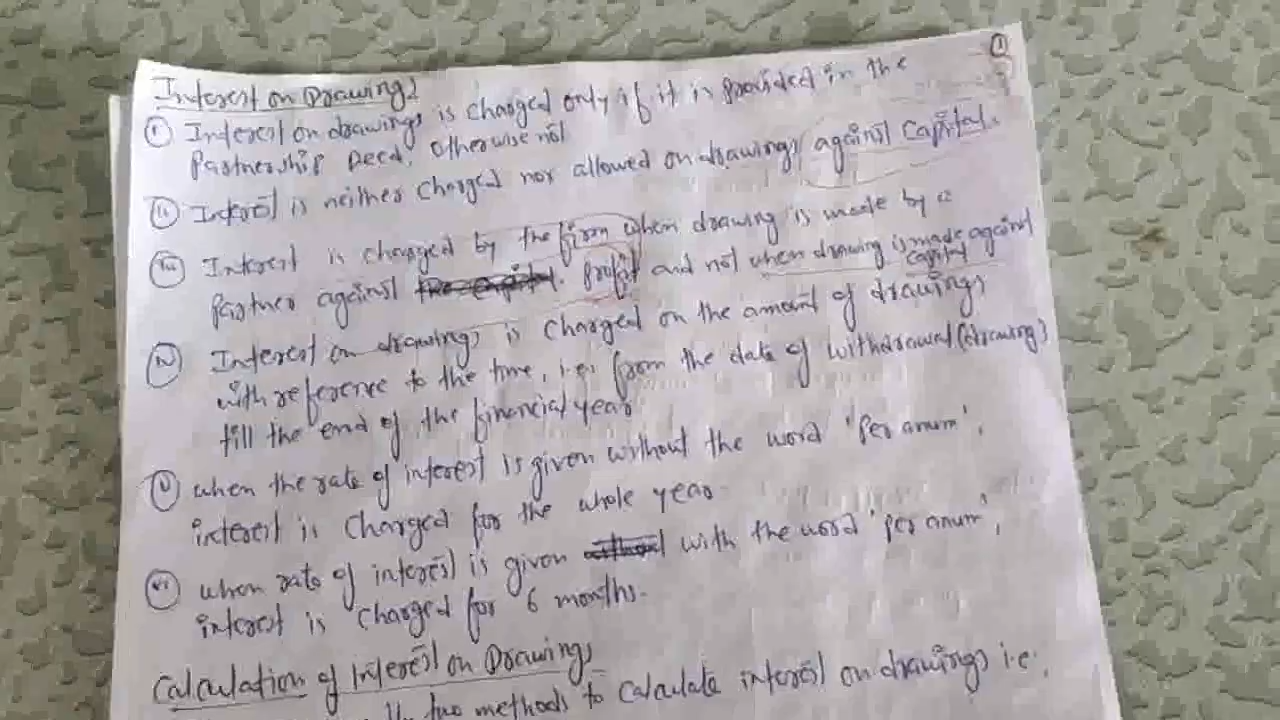 ①
Interest on Drawings
(i) Interest on drawings is charged only if it is provided in the
Partnership Deed. Otherwise not
(ii) Interest is neither charged nor allowed on drawings against Capital.
(iii) Interest is charged by the firm when drawing is made by a
Partner against profit and not when drawing is made against
capital
(iv) Interest on drawings is charged on the amount of drawings
with reference to the time, i.e. from the date of withdrawal (drawing)
till the end of the financial year
(v) when the rate of interest is given without the word 'per anum',
interest is charged for the whole year
(vi) when rate of interest is given with the word 'per anum',
interest is charged for 6 months.
Calculation of Interest on Drawings
two methods to calculate interest on drawings i.e.